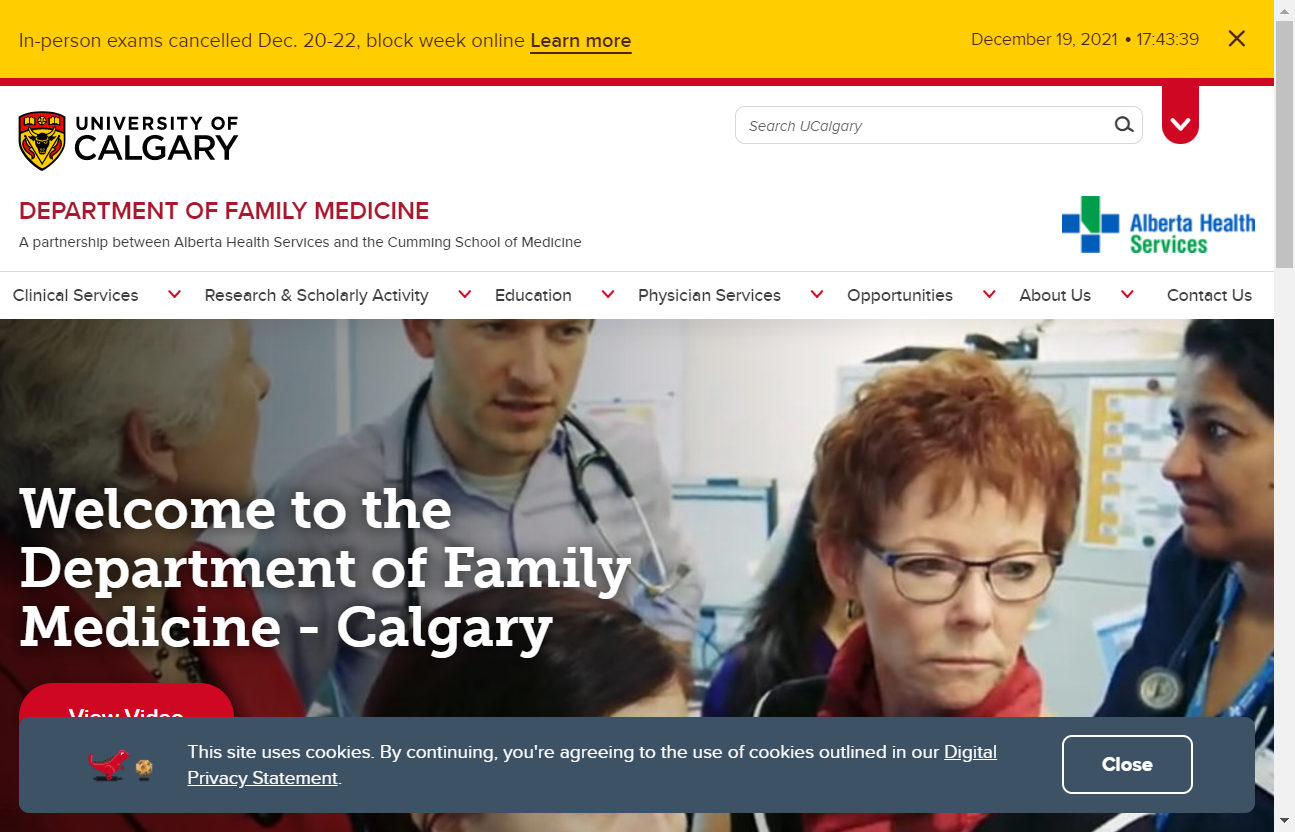 In-person exams cancelled Dec. 20-22, block week online Learn more
December 19, 2021 • 17:43:39
UNIVERSITY OF
CALGARY
Search UCalgary
DEPARTMENT OF FAMILY MEDICINE
A partnership between Alberta Health Services and the Cumming School of Medicine
Alberta Health
Services
Clinical Services
Research & Scholarly Activity
Education
Physician Services
Opportunities
About Us
Contact Us
Welcome to the
Department of Family
Medicine - Calgary
View Video
This site uses cookies. By continuing, you're agreeing to the use of cookies outlined in our Digital
Privacy Statement.
Close